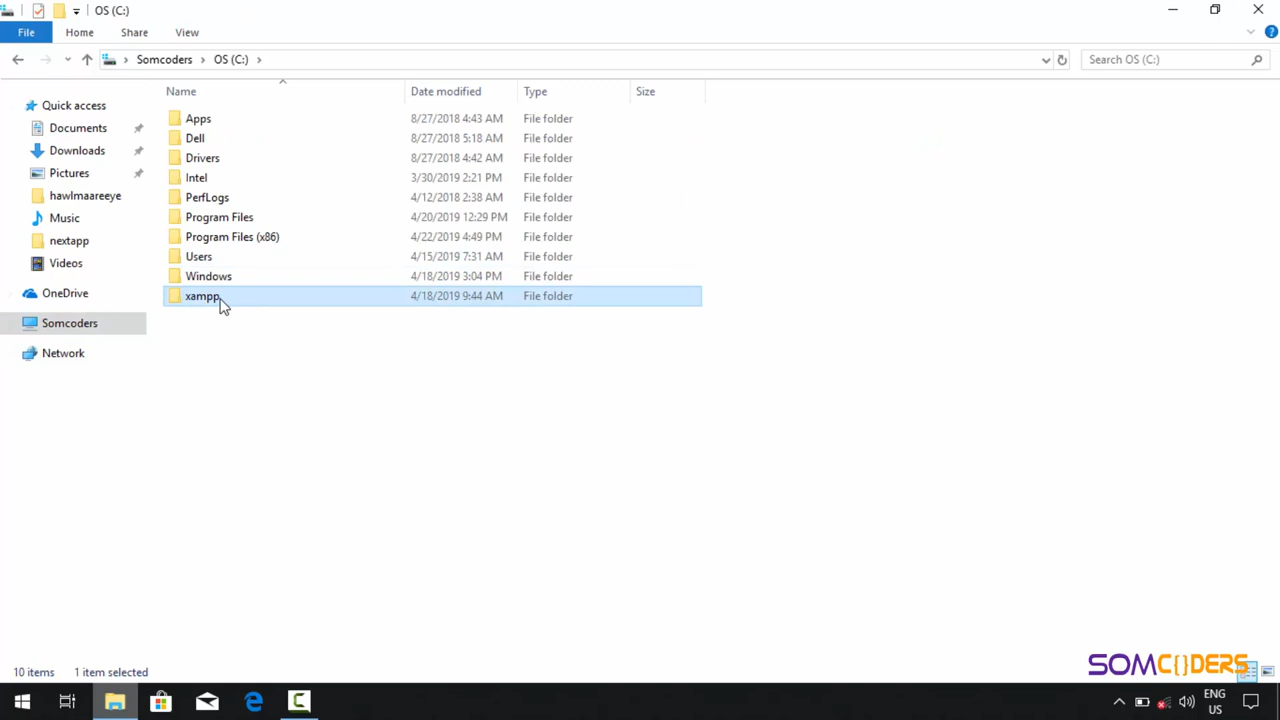 OS (C:)
File Home Share View
Somcoders OS (C:) Search OS (C:)
Name Date modified Type Size
Quick access
Documents
Downloads
Pictures
hawlmaareeye
Music
nextapp
Videos
OneDrive
Somcoders
Network
Apps 8/27/2018 4:43 AM File folder
Dell 8/27/2018 5:18 AM File folder
Drivers 8/27/2018 4:42 AM File folder
Intel 3/30/2019 2:21 PM File folder
PerfLogs 4/12/2018 2:38 AM File folder
Program Files 4/20/2019 12:29 PM File folder
Program Files (x86) 4/22/2019 4:49 PM File folder
Users 4/15/2019 7:31 AM File folder
Windows 4/18/2019 3:04 PM File folder
xampp 4/18/2019 9:44 AM File folder
10 items 1 item selected
SOMC{}DERS
ENG
US